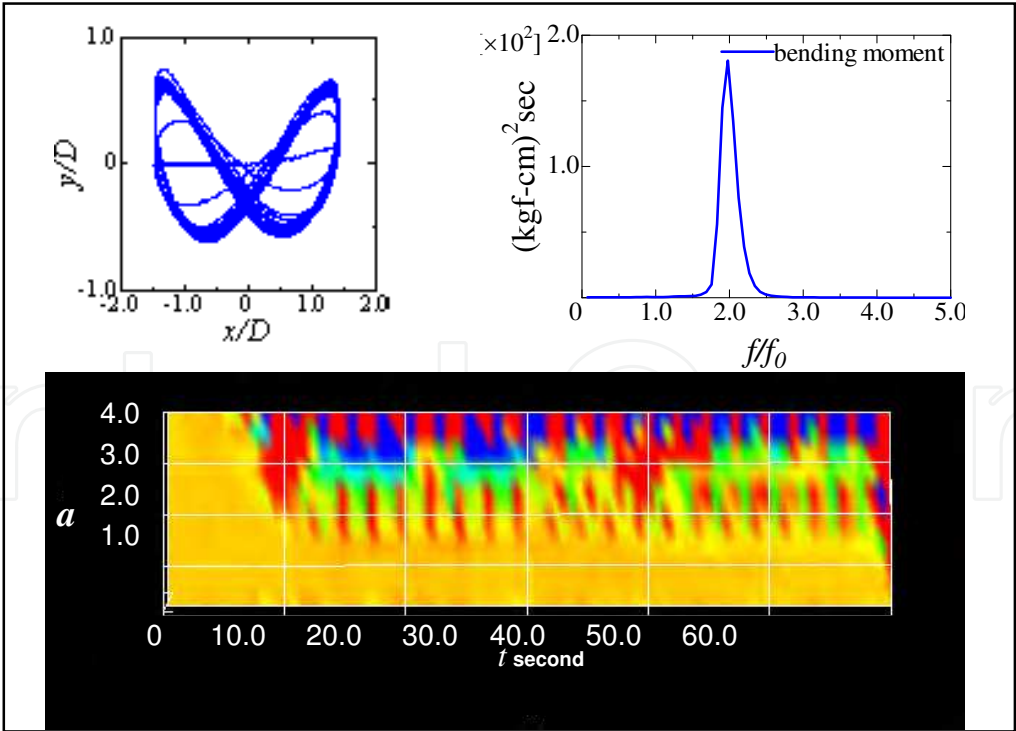 1.0
0
-1.0
y/D
-2.0 -1.0 0 1.0 2.0
x/D
[×10²] 2.0
1.0
(kgf-cm)²sec
bending moment
0 1.0 2.0 3.0 4.0 5.0
f/f₀
4.0
3.0
2.0
1.0
a
0 10.0 20.0 30.0 40.0 50.0 60.0
t second